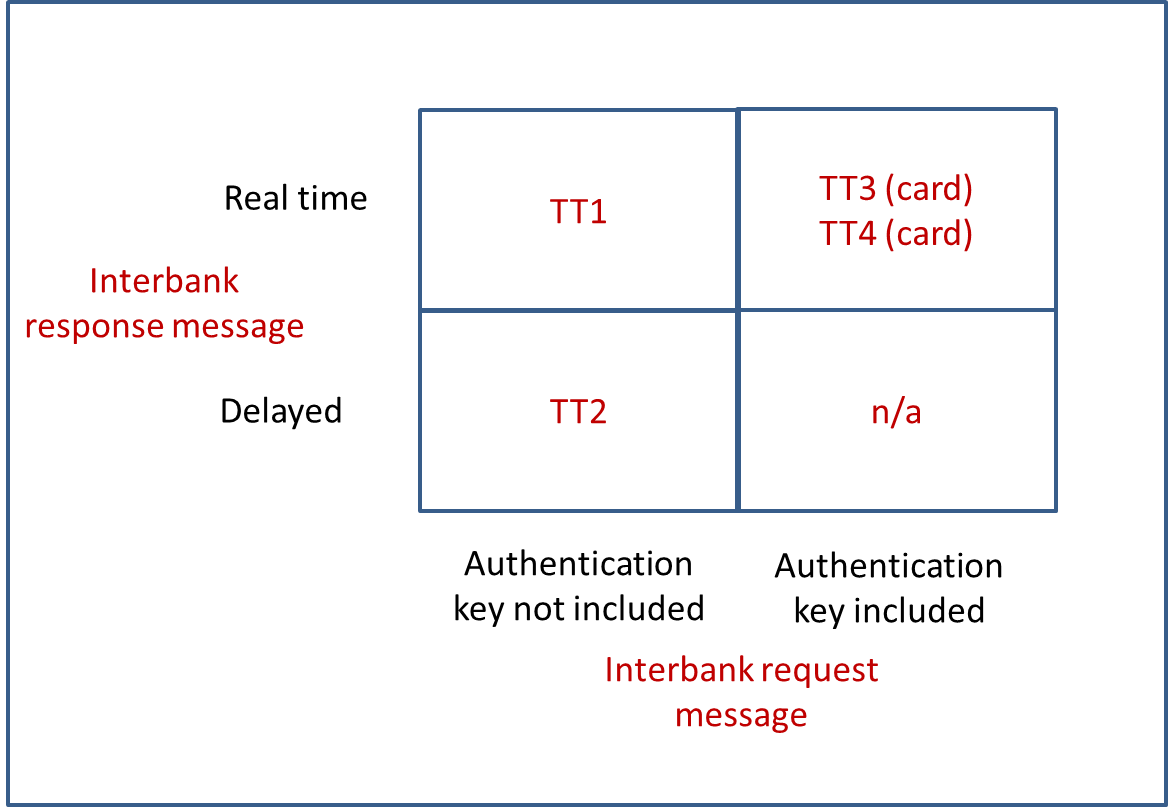 Real time
TT1
TT3 (card)
TT4 (card)
Interbank
response message
Delayed
TT2
n/a
Authentication
key not included
Authentication
key included
Interbank request
message